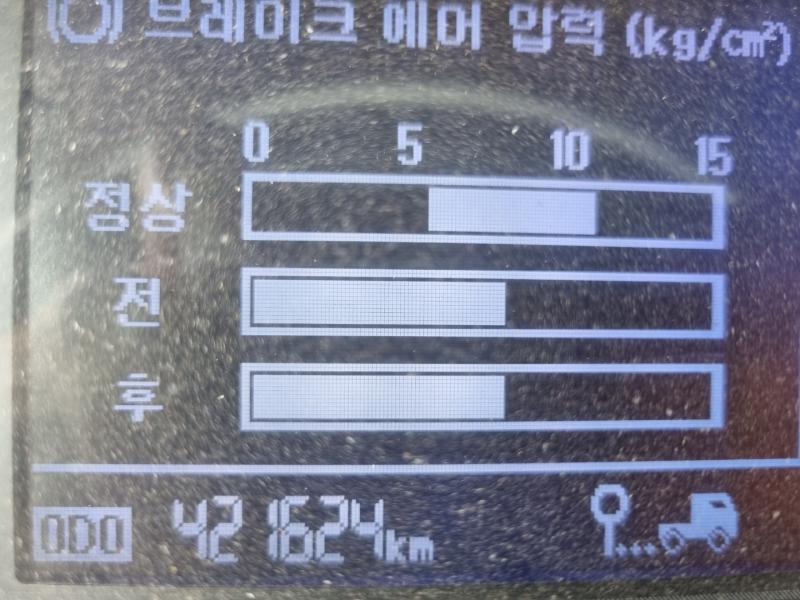 브레이크 에어 압력 (kg/cm²)
0 5 10 15
정상
전
후
ODO 421624km